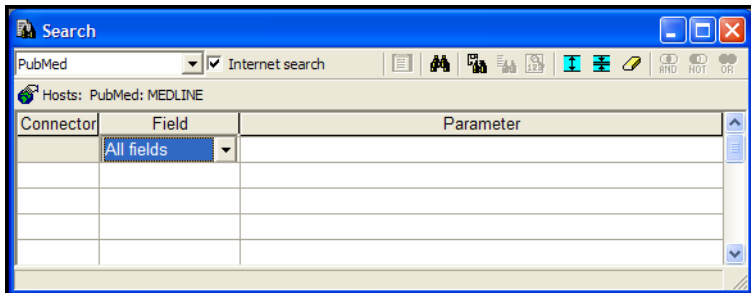 Search
PubMed Internet search AND NOT OR
Hosts: PubMed: MEDLINE
Connector Field Parameter
All fields